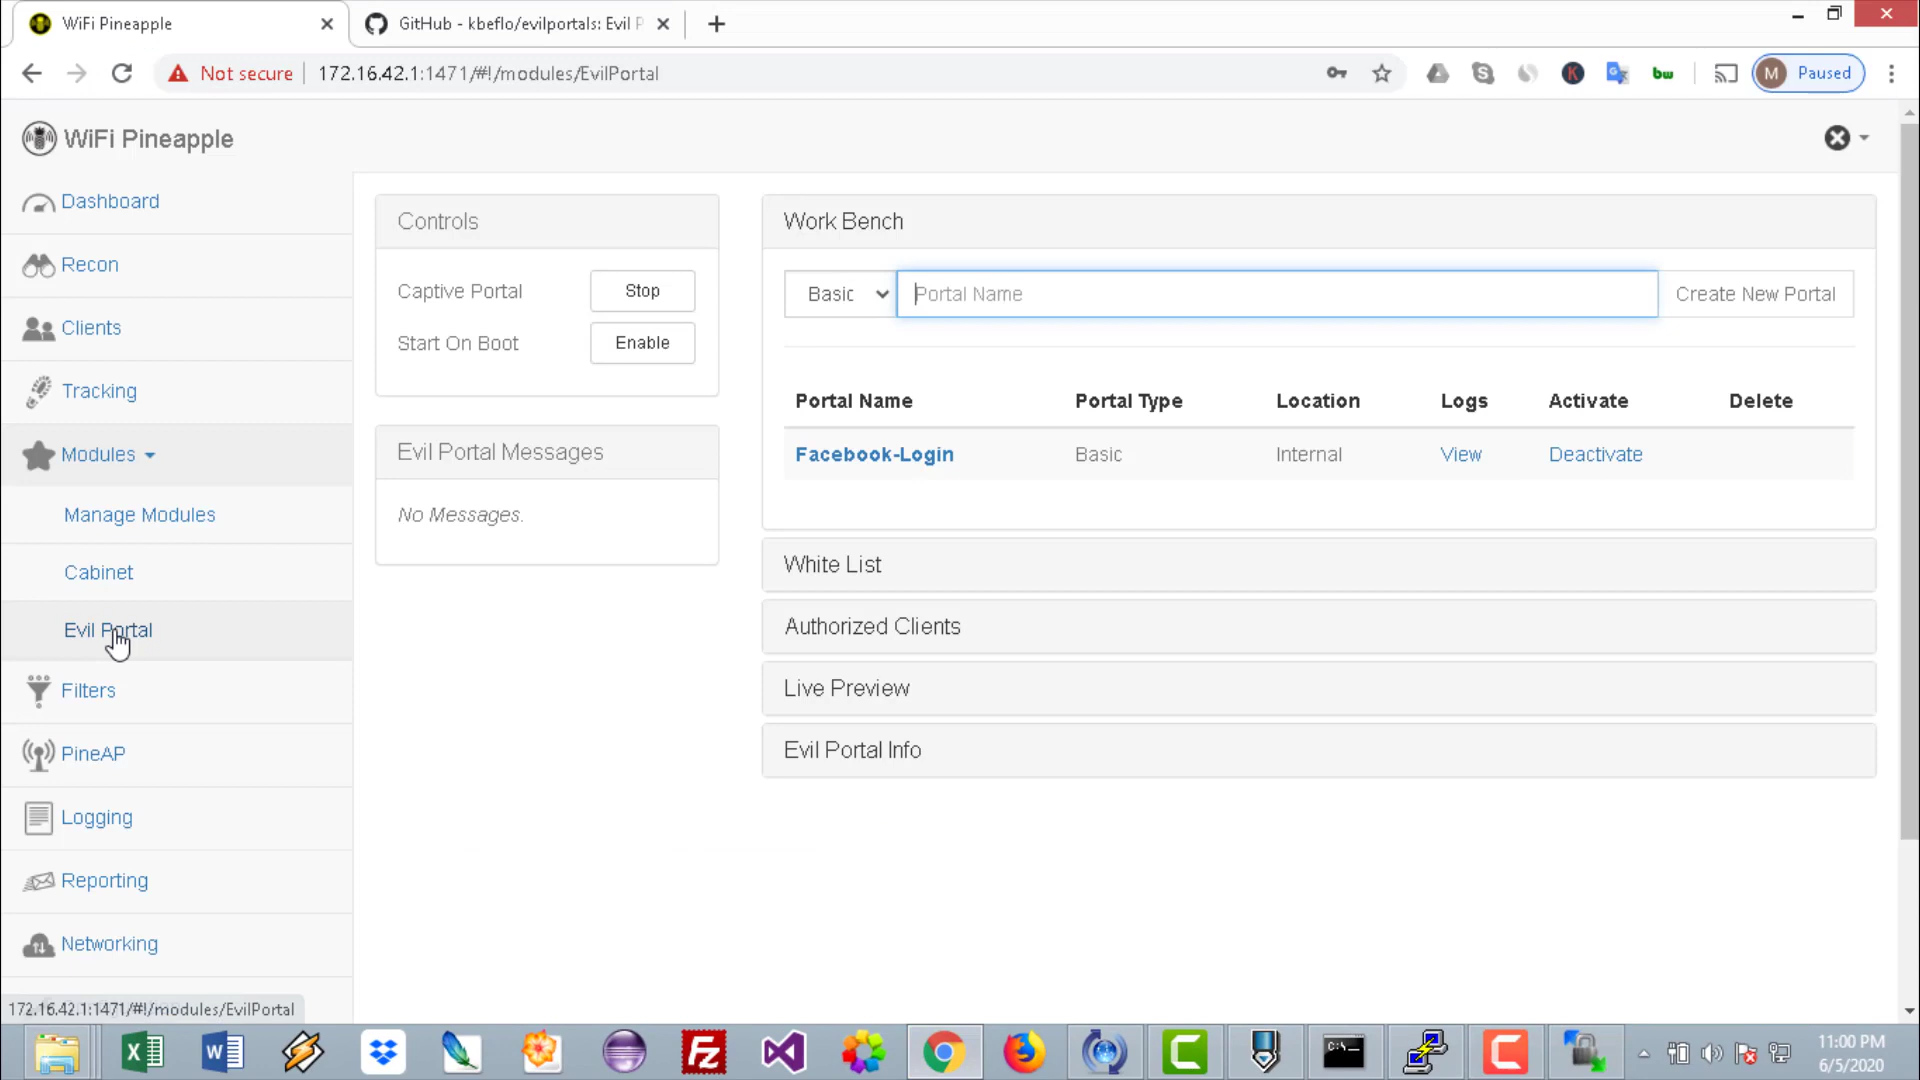 WiFi Pineapple
GitHub - kbeflo/evilportals: Evil P
Not secure
172.16.42.1:1471/#!/modules/EvilPortal
bw
M
Paused
WiFi Pineapple
Dashboard
Recon
Clients
Tracking
Modules
Manage Modules
Cabinet
Evil Portal
Filters
PineAP
Logging
Reporting
Networking
172.16.42.1:1471/#!/modules/EvilPortal
Controls
Captive Portal
Stop
Start On Boot
Enable
Evil Portal Messages
No Messages.
Work Bench
Basic
Portal Name
Create New Portal
Portal Name Portal Type Location Logs Activate Delete
Facebook-Login Basic Internal View Deactivate
White List
Authorized Clients
Live Preview
Evil Portal Info
11:00 PM
6/5/2020